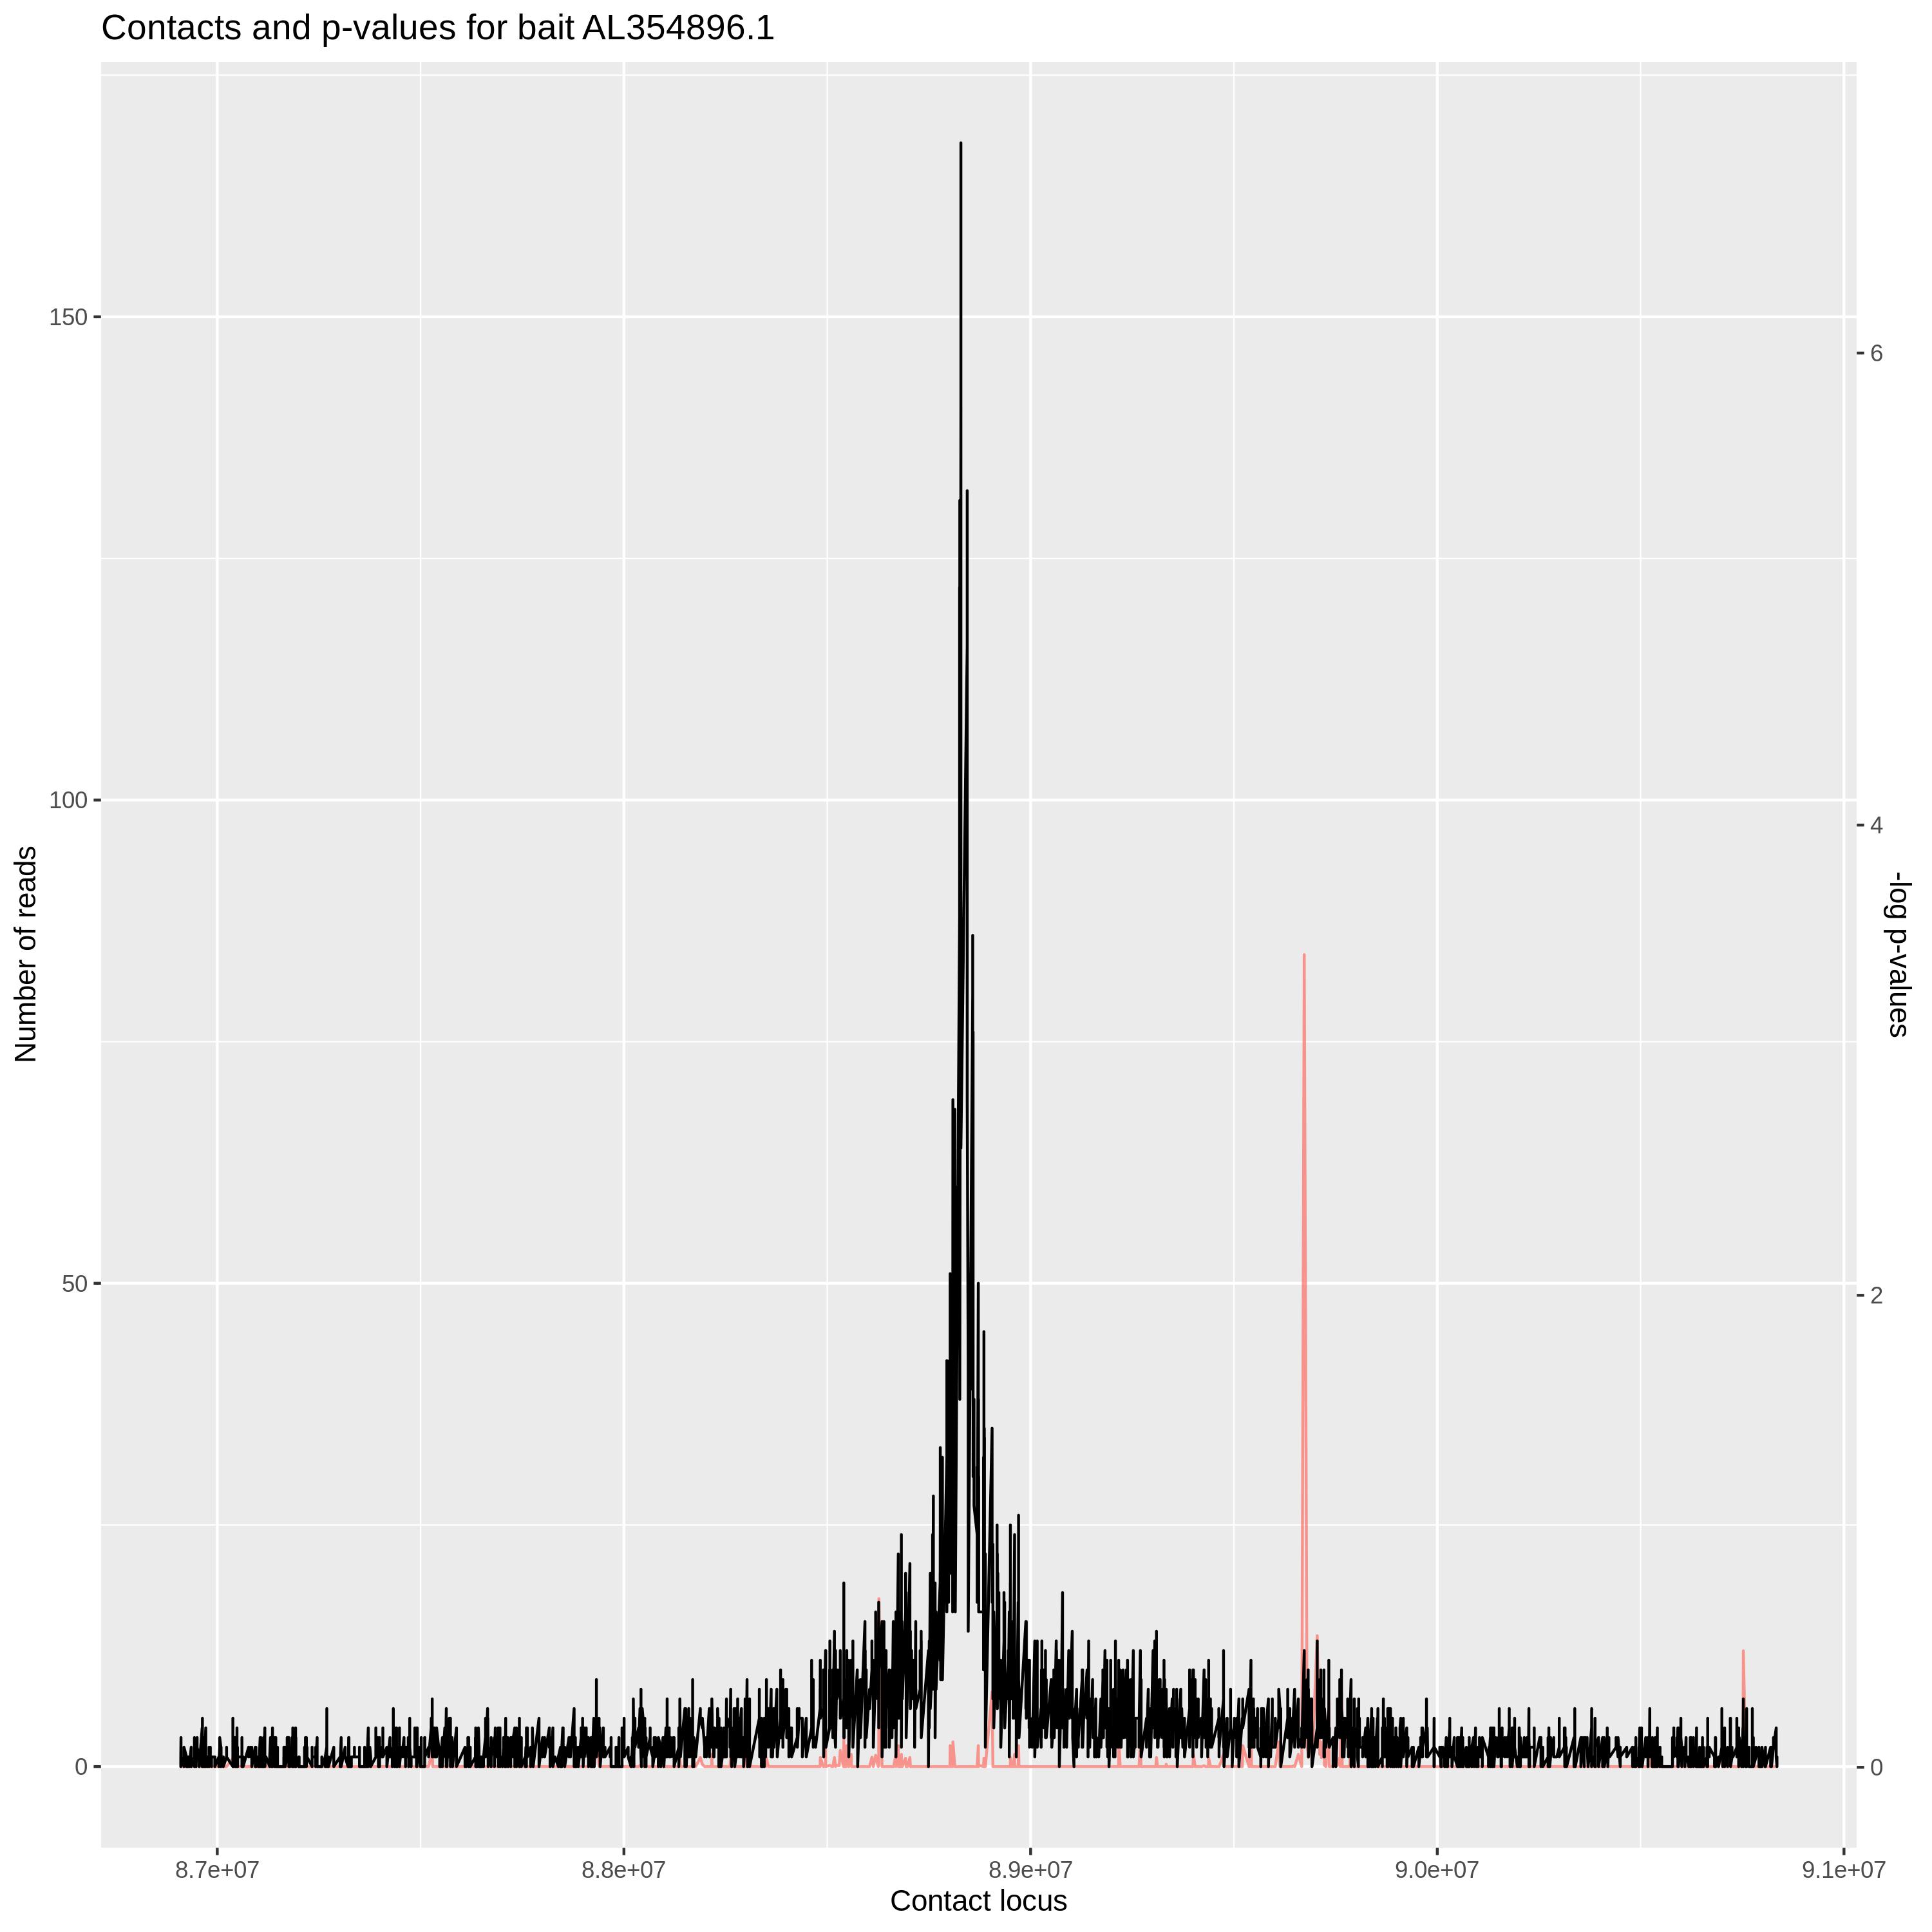 Contacts and p-values for bait AL354896.1
150
100
50
0
Number of reads
6
4
2
0
-log p-values
8.7e+07 8.8e+07 8.9e+07 9.0e+07 9.1e+07
Contact locus